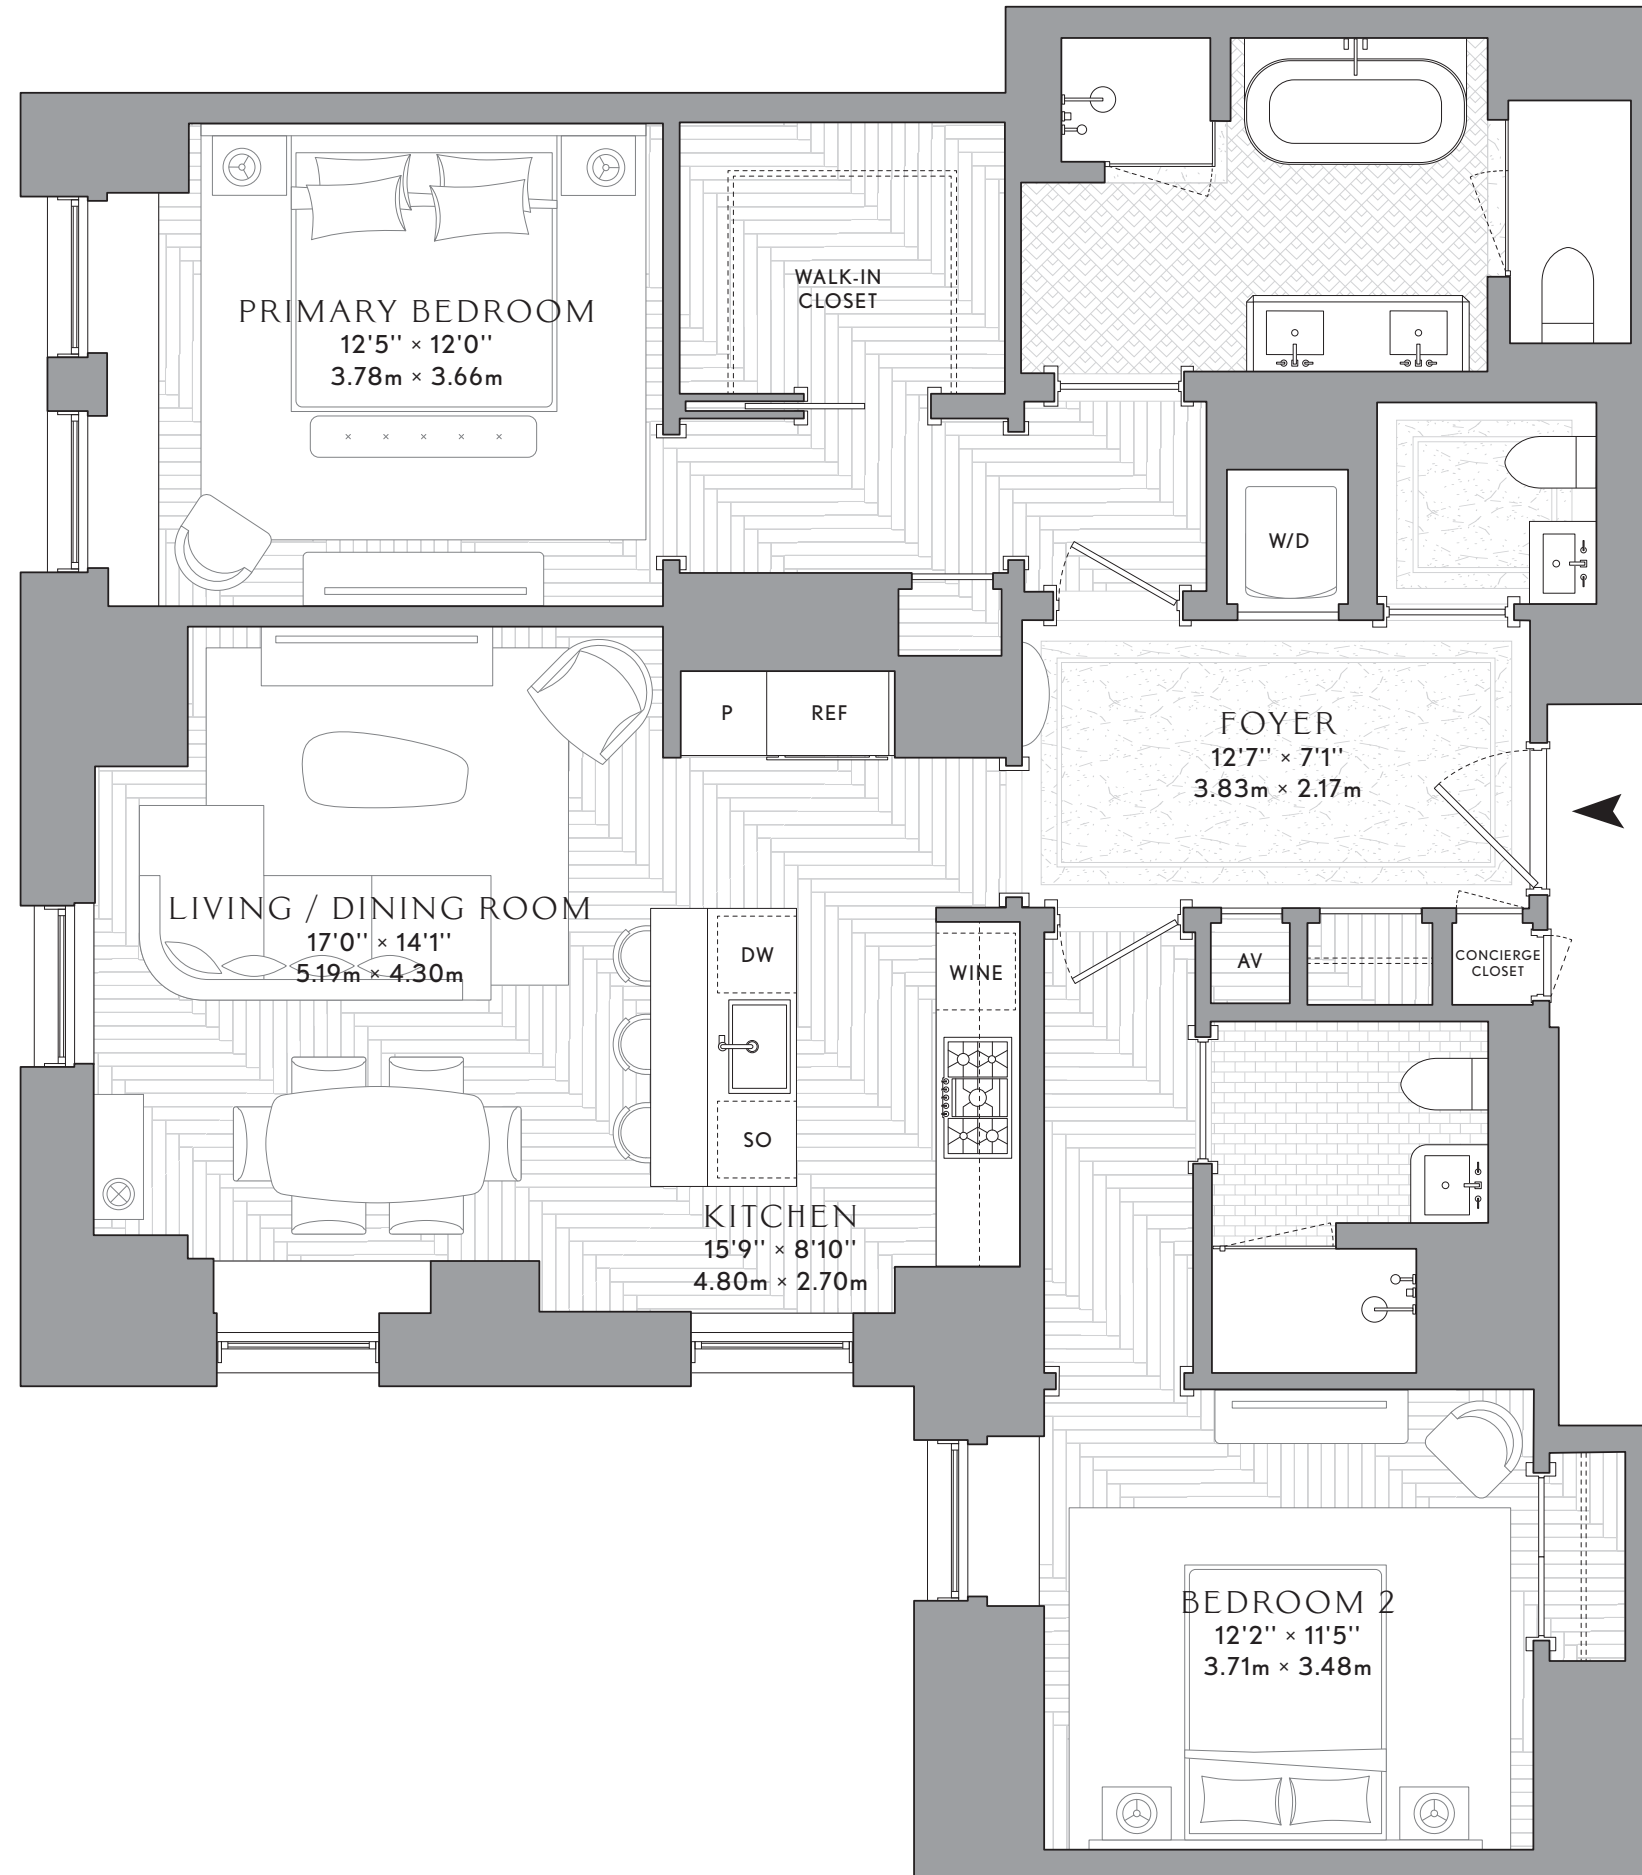 WALK-IN
CLOSET
PRIMARY BEDROOM
12'5'' × 12'0''
3.78m × 3.66m
W/D
P
REF
FOYER
12'7'' × 7'1''
3.83m × 2.17m
LIVING / DINING ROOM
17'0'' × 14'1''
5.19m × 4.30m
DW
WINE
AV
CONCIERGE
CLOSET
SO
KITCHEN
15'9'' × 8'10''
4.80m × 2.70m
BEDROOM 2
12'2'' × 11'5''
3.71m × 3.48m